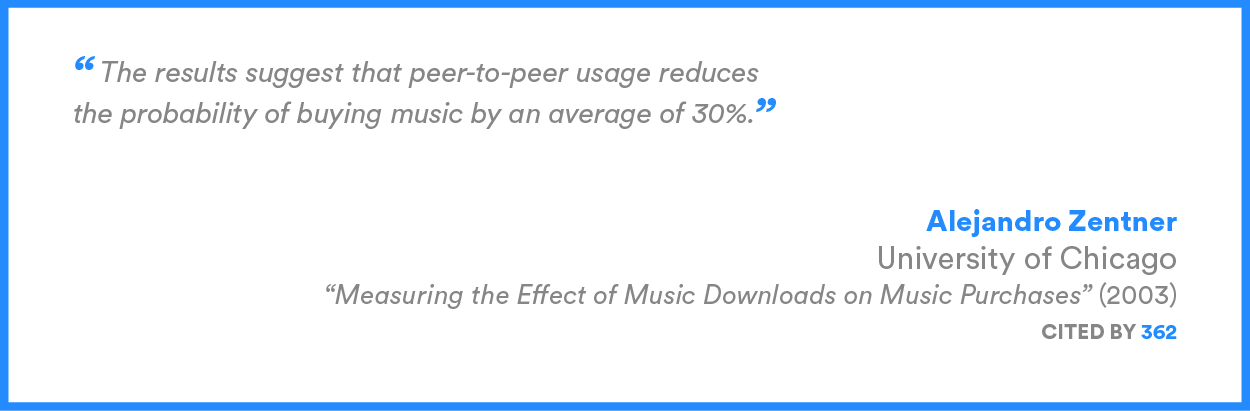 “ The results suggest that peer-to-peer usage reduces
the probability of buying music by an average of 30%.”
Alejandro Zentner
University of Chicago
“Measuring the Effect of Music Downloads on Music Purchases” (2003)
CITED BY 362